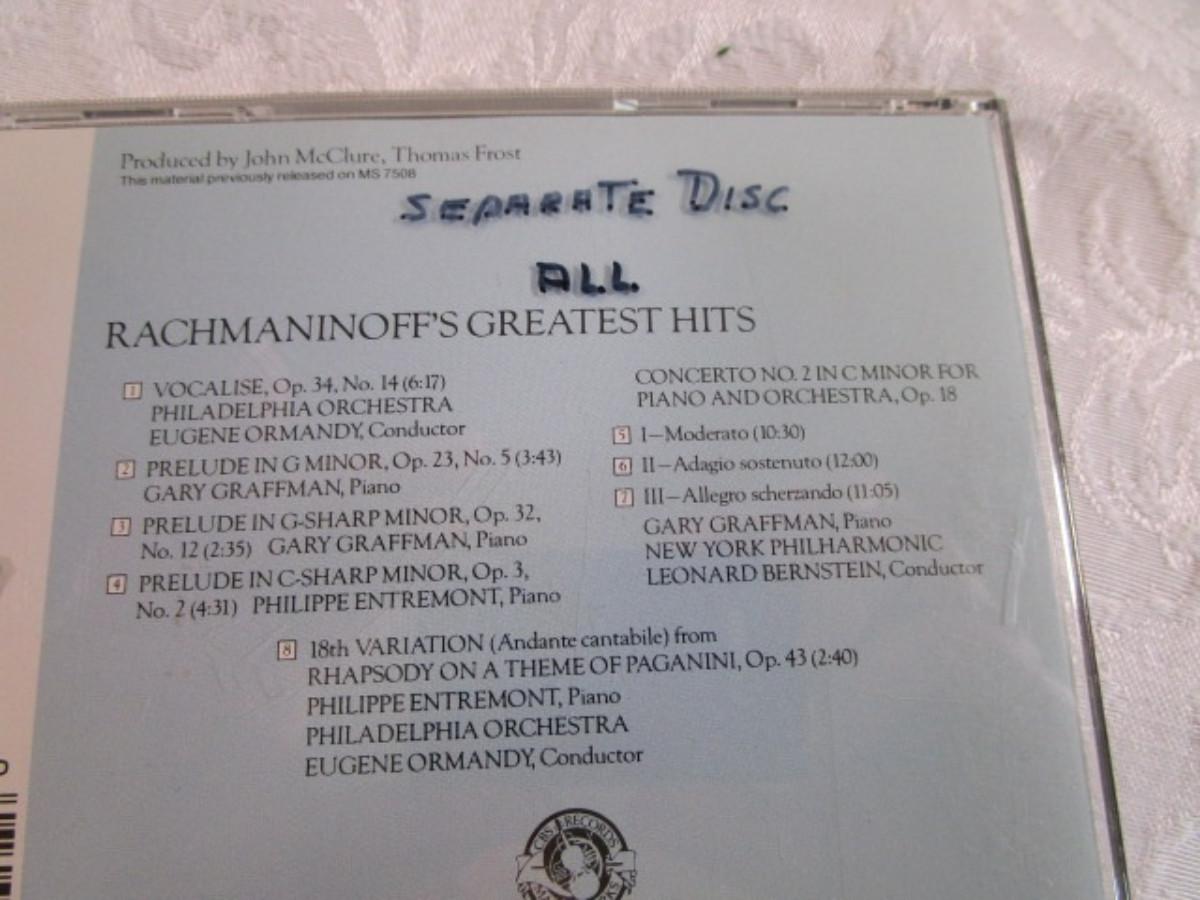 Produced by John McClure, Thomas Frost
This material previously released on MS 7508
SEPARATE DISC
ALL
RACHMANINOFF'S GREATEST HITS
1 VOCALISE, Op. 34, No. 14 (6:17)
PHILADELPHIA ORCHESTRA
EUGENE ORMANDY, Conductor
2 PRELUDE IN G MINOR, Op. 23, No. 5 (3:43)
GARY GRAFFMAN, Piano
3 PRELUDE IN G-SHARP MINOR, Op. 32,
No. 12 (2:35) GARY GRAFFMAN, Piano
4 PRELUDE IN C-SHARP MINOR, Op. 3,
No. 2 (4:31) PHILIPPE ENTREMONT, Piano
CONCERTO NO. 2 IN C MINOR FOR
PIANO AND ORCHESTRA, Op. 18
5 I—Moderato (10:30)
6 II—Adagio sostenuto (12:00)
7 III—Allegro scherzando (11:05)
GARY GRAFFMAN, Piano
NEW YORK PHILHARMONIC
LEONARD BERNSTEIN, Conductor
8 18th VARIATION (Andante cantabile) from
RHAPSODY ON A THEME OF PAGANINI, Op. 43 (2:40)
PHILIPPE ENTREMONT, Piano
PHILADELPHIA ORCHESTRA
EUGENE ORMANDY, Conductor
CBS RECORDS